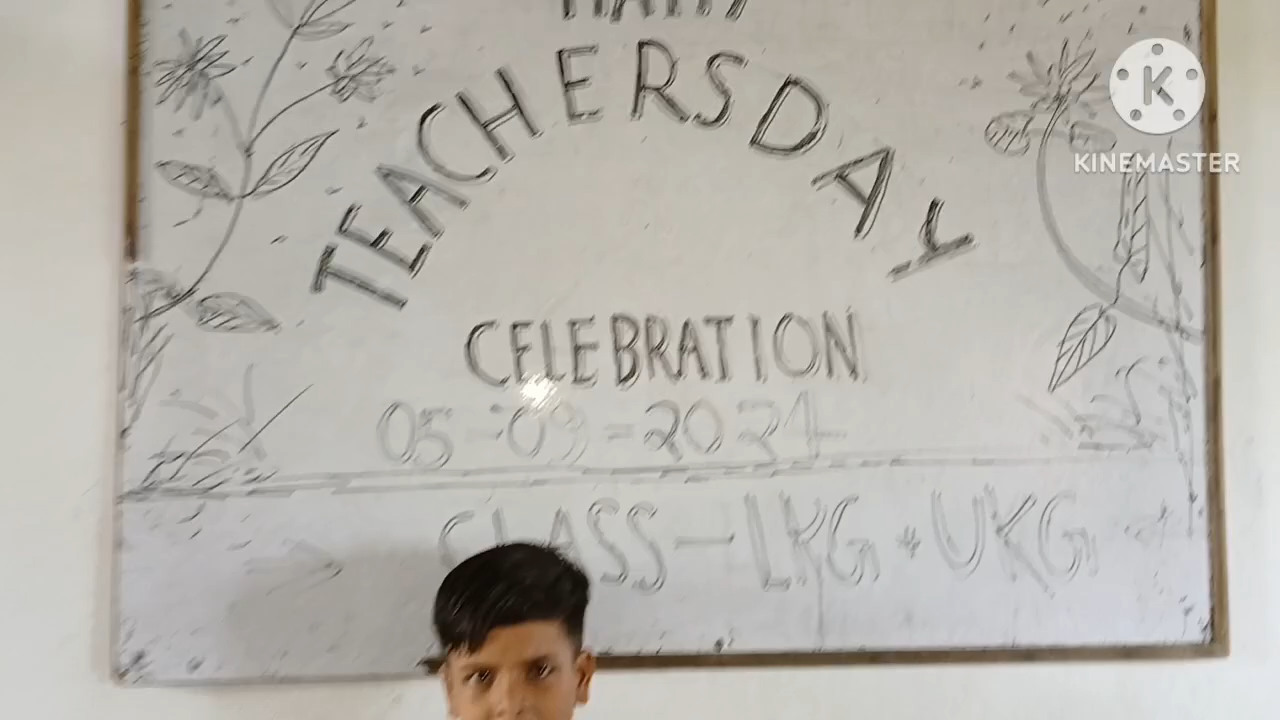 TEACHERS DAY
CELEBRATION
05-09-2024
CLASS-LKG+UKG
K
KINEMASTER